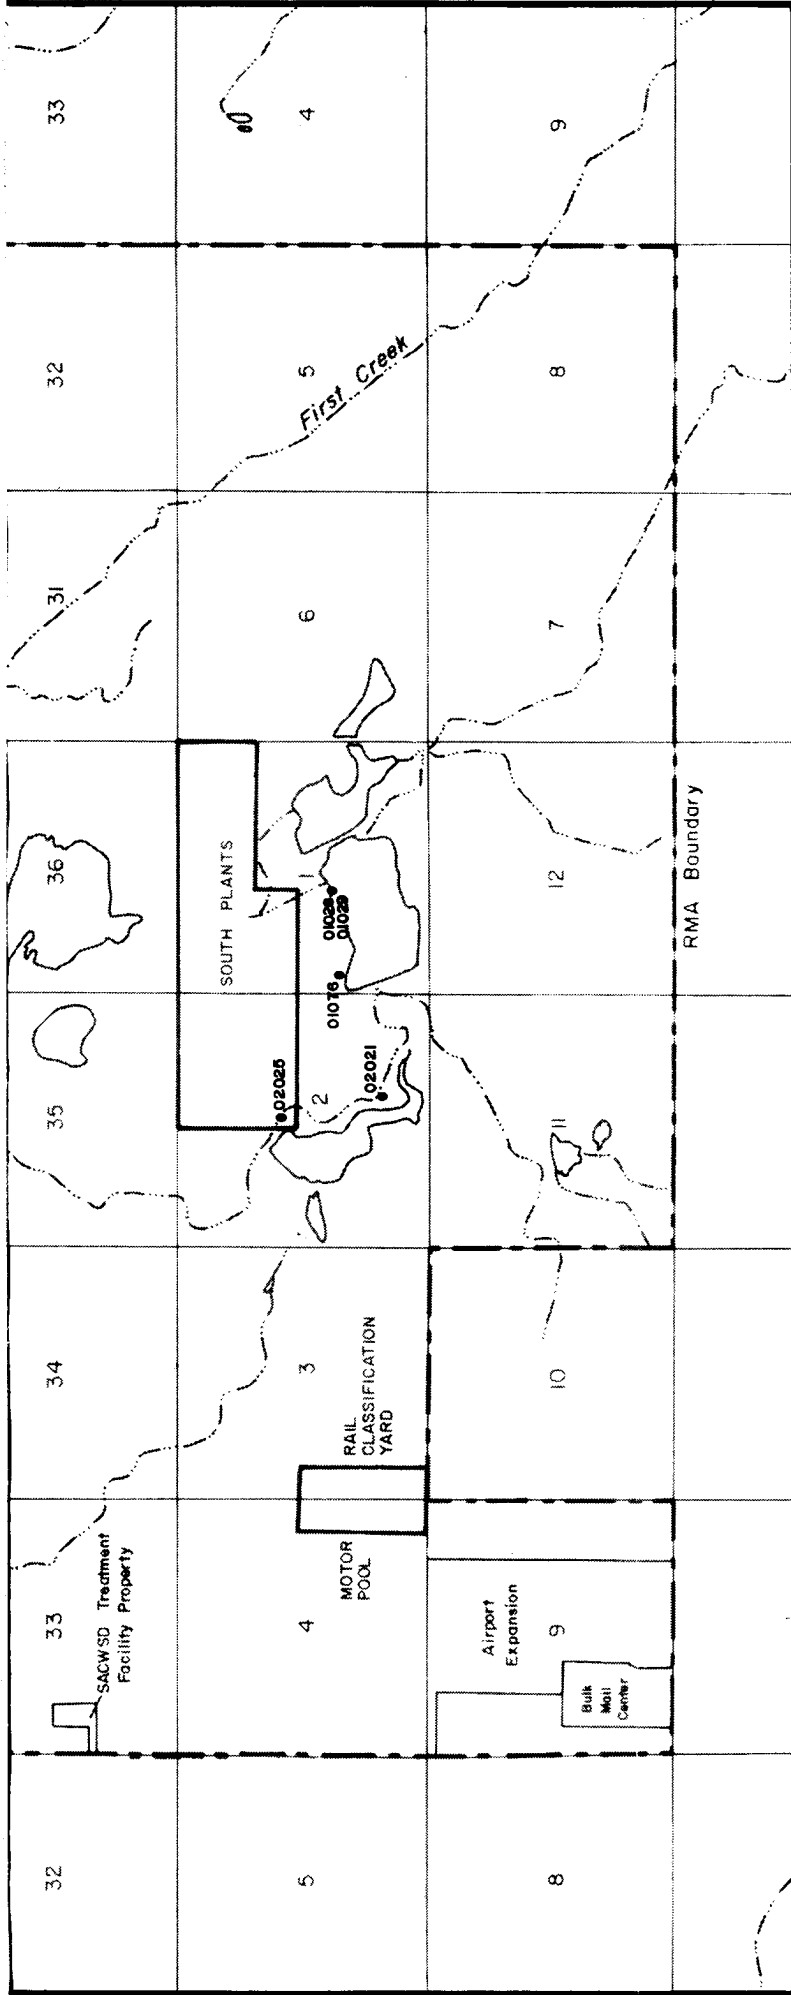 32
33
34
35
36
31
32
33
SACWSD Treatment
Facility Property
SOUTH PLANTS
02025
5
4
3
2
1
6
5
4
First Creek
MOTOR
POOL
RAIL
CLASSIFICATION
YARD
01076
01028
01029
02021
Airport
Expansion
8
9
10
11
12
7
8
9
Bulk
Mail
Center
RMA Boundary